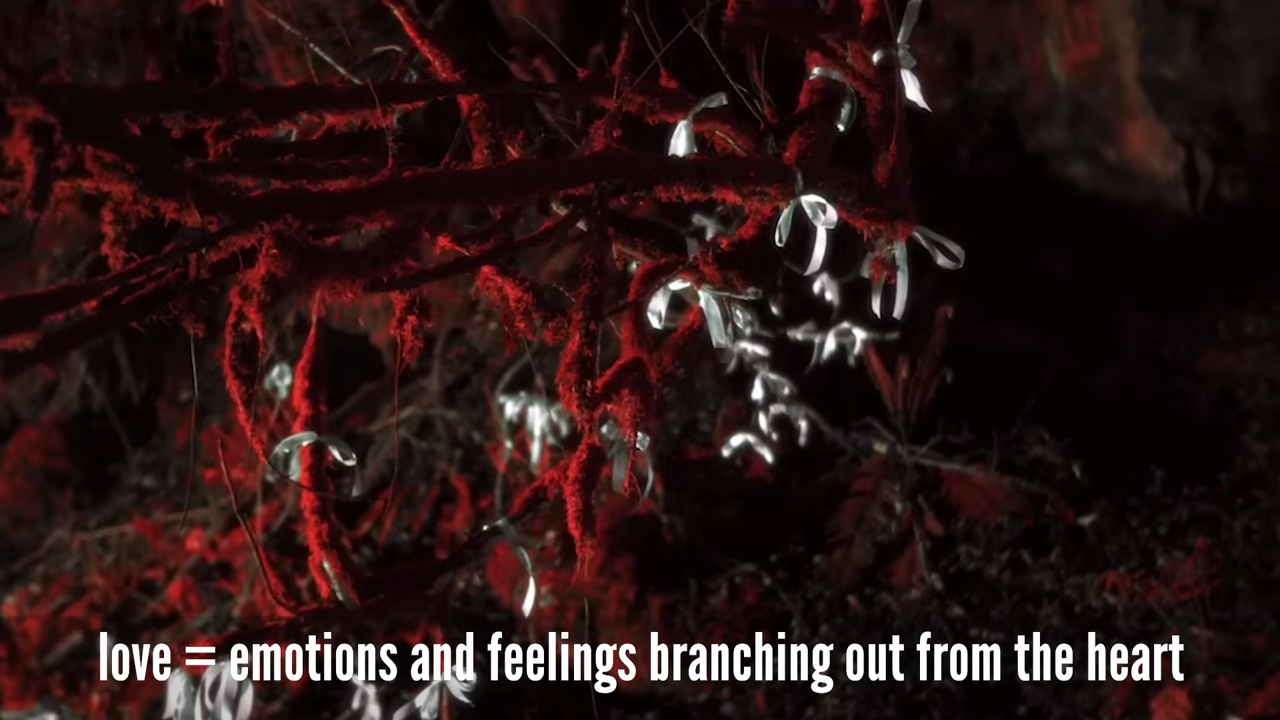 love = emotions and feelings branching out from the heart